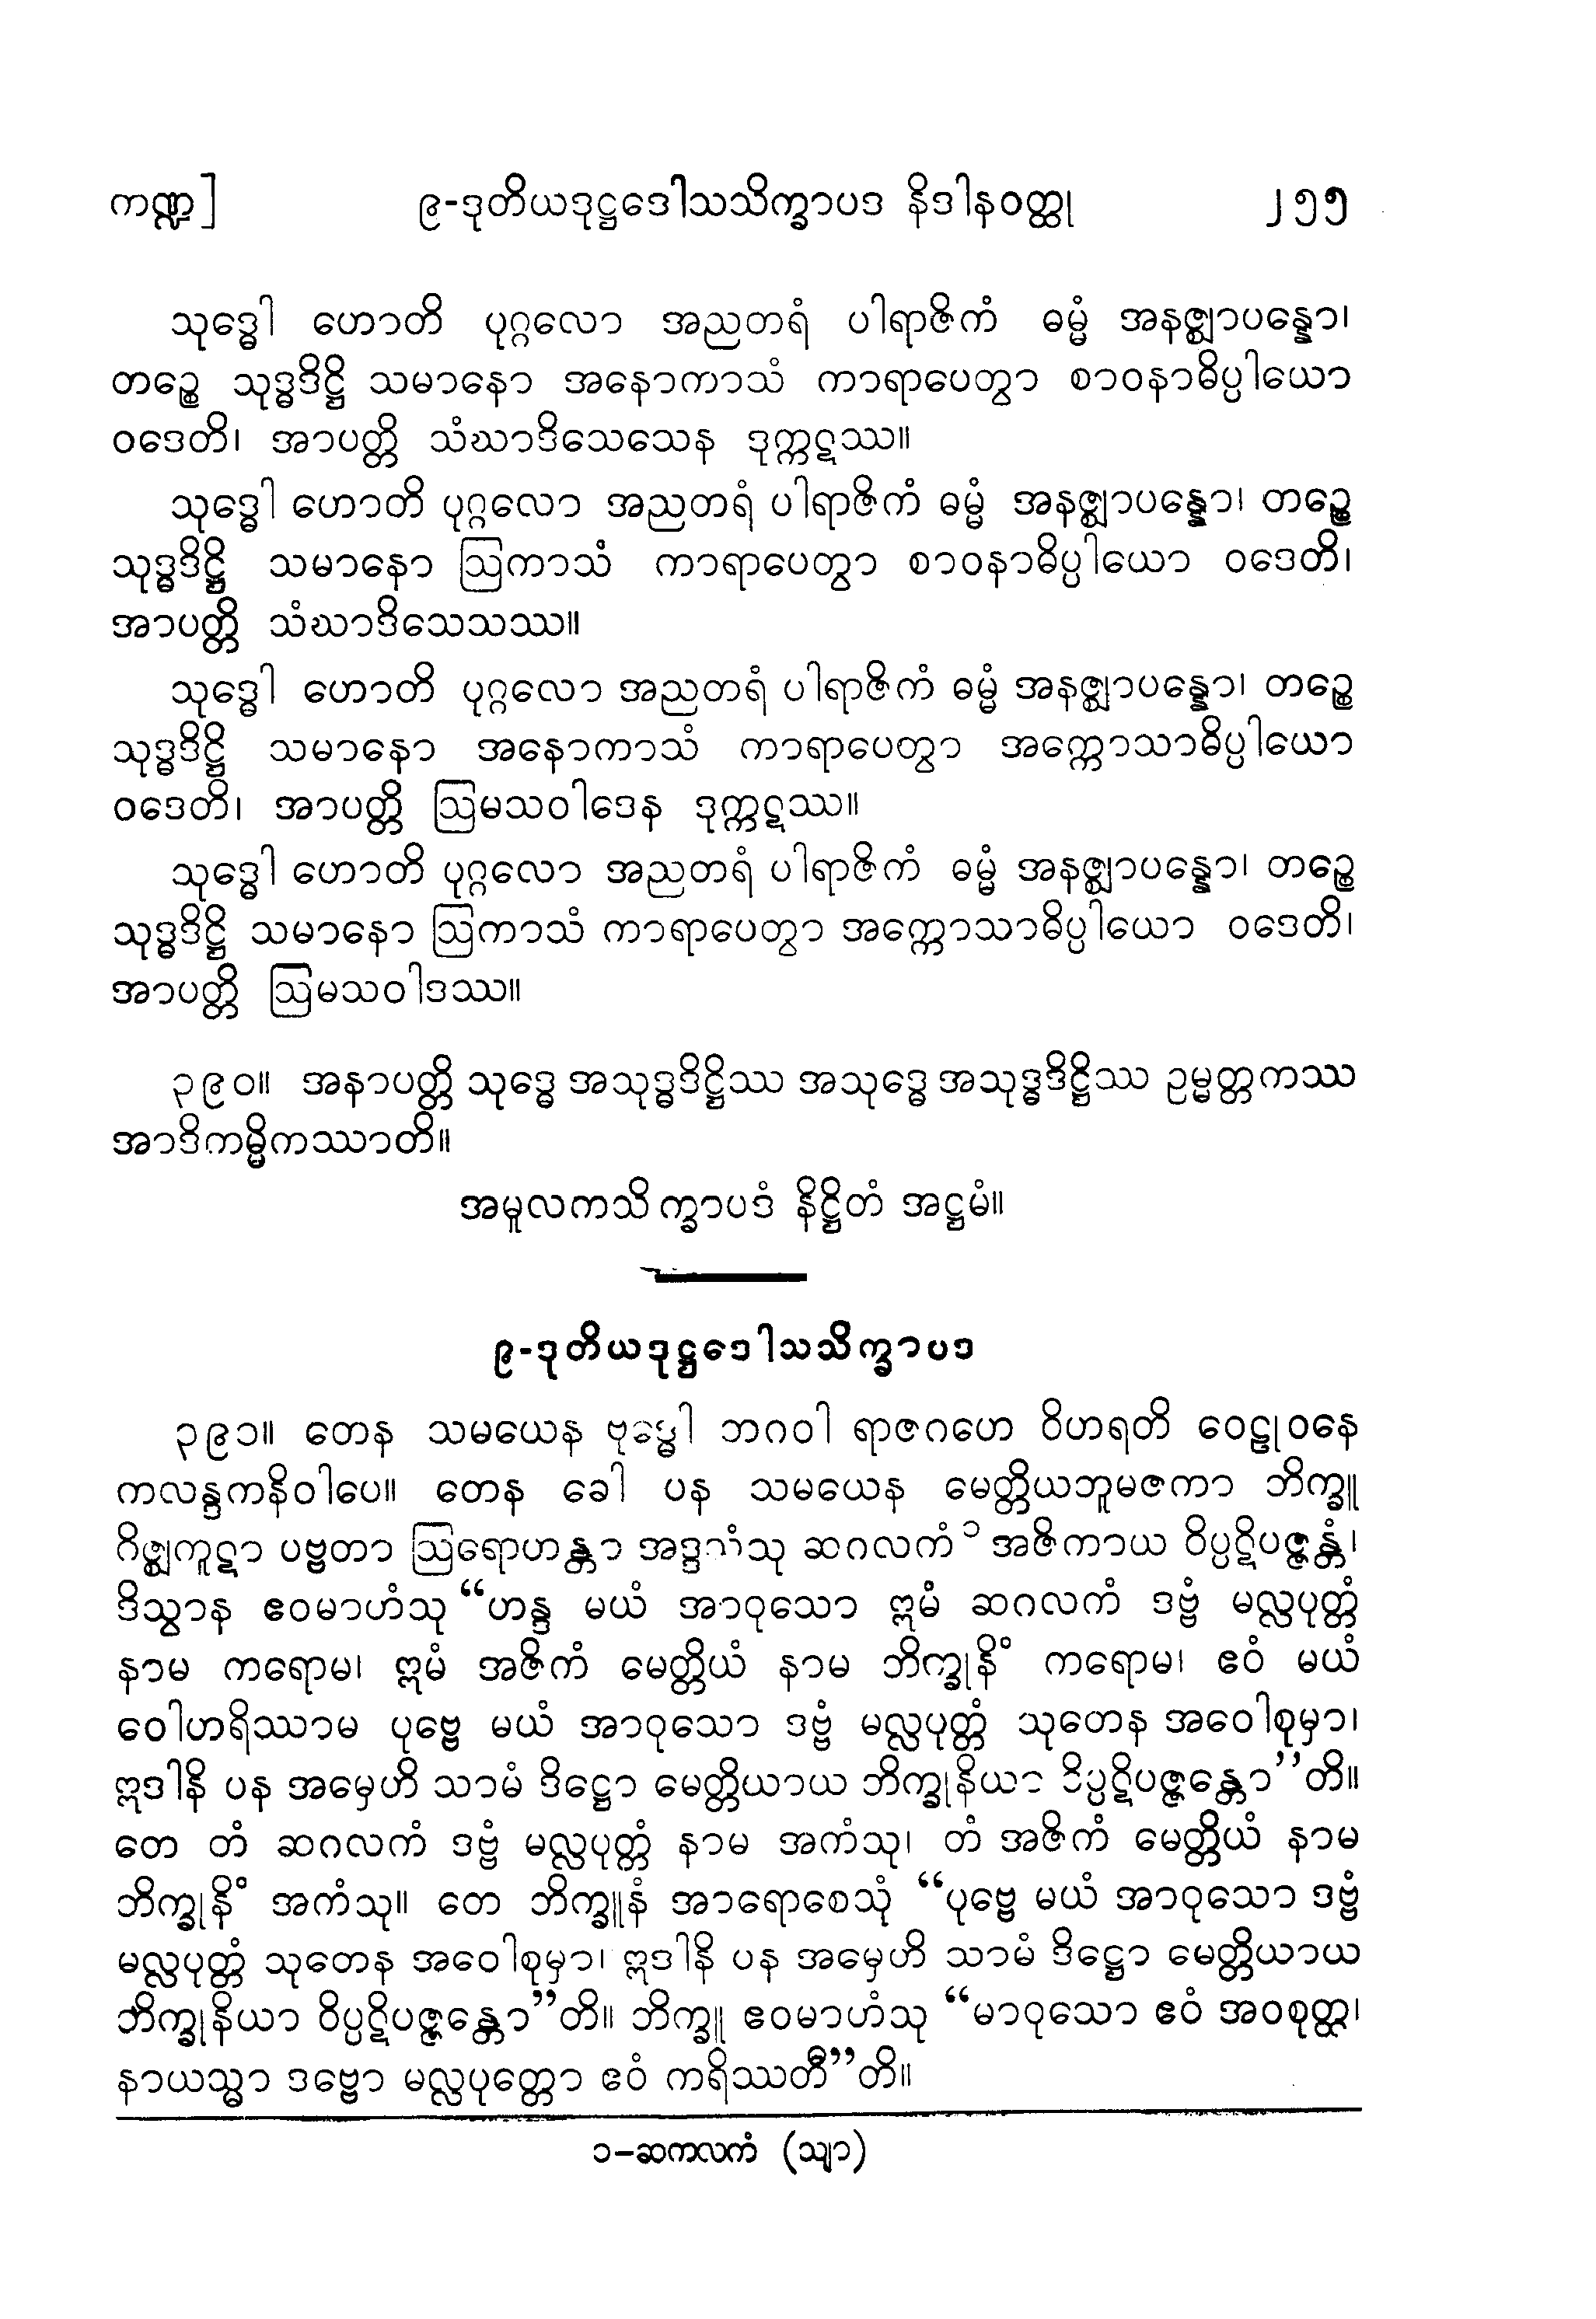 ကဏ္ဍ] ၉-ဒုတိယဒုဋ္ဌဒေါသသိက္ခာပဒ နိဒါနဝတ္ထု ၂၅၅
သုဒ္ဓေါ ဟောတိ ပုဂ္ဂလော အညတရံ ပါရာဇိကံ ဓမ္မံ အနဇ္ဈာပန္နော၊
တဉ္စေ သုဒ္ဓဒိဋ္ဌိ သမာနော အနောကာသံ ကာရာပေတွာ စာဝနာဓိပ္ပါယော
ဝဒေတိ၊ အာပတ္တိ သံဃာဒိသေသေန ဒုက္ကဋဿ။
သုဒ္ဓေါ ဟောတိ ပုဂ္ဂလော အညတရံ ပါရာဇိကံ ဓမ္မံ အနဇ္ဈာပန္နော၊ တဉ္စေ
သုဒ္ဓဒိဋ္ဌိ သမာနော ဩကာသံ ကာရာပေတွာ စာဝနာဓိပ္ပါယော ဝဒေတိ၊
အာပတ္တိ သံဃာဒိသေသဿ။
သုဒ္ဓေါ ဟောတိ ပုဂ္ဂလော အညတရံ ပါရာဇိကံ ဓမ္မံ အနဇ္ဈာပန္နော၊ တဉ္စေ
သုဒ္ဓဒိဋ္ဌိ သမာနော အနောကာသံ ကာရာပေတွာ အက္ကောသာဓိပ္ပါယော
ဝဒေတိ၊ အာပတ္တိ ဩမသဝါဒေန ဒုက္ကဋဿ။
သုဒ္ဓေါ ဟောတိ ပုဂ္ဂလော အညတရံ ပါရာဇိကံ ဓမ္မံ အနဇ္ဈာပန္နော၊ တဉ္စေ
သုဒ္ဓဒိဋ္ဌိ သမာနော ဩကာသံ ကာရာပေတွာ အက္ကောသာဓိပ္ပါယော ဝဒေတိ၊
အာပတ္တိ ဩမသဝါဒဿ။
၃၉၀။ အနာပတ္တိ သုဒ္ဓေ အသုဒ္ဓဒိဋ္ဌိဿ အသုဒ္ဓေ အသုဒ္ဓဒိဋ္ဌိဿ ဥမ္မတ္တကဿ
အာဒိကမ္မိကဿာတိ။
အမူလကသိက္ခာပဒံ နိဋ္ဌိတံ အဋ္ဌမံ။
၉-ဒုတိယဒုဋ္ဌဒေါသသိက္ခာပဒ
၃၉၁။ တေန သမယေန ဗုဒ္ဓေါ ဘဂဝါ ရာဇဂဟေ ဝိဟရတိ ဝေဠုဝနေ
ကလန္ဒကနိဝါပေ။ တေန ခေါ ပန သမယေန မေတ္တိယဘူမဇကာ ဘိက္ခူ
ဂိဇ္ဈကူဋာ ပဗ္ဗတာ ဩရောဟန္တာ အဒ္ဒသံသု ဆဂလကံ ၁ အဇိကာယ ဝိပ္ပဋိပဇ္ဇန္တံ၊
ဒိသွာန ဧဝမာဟံသု “ဟန္ဒ မယံ အာဝုသော ဣမံ ဆဂလကံ ဒဗ္ဗံ မလ္လပုတ္တံ
နာမ ကရောမ၊ ဣမံ အဇိကံ မေတ္တိယံ နာမ ဘိက္ခုနိံ ကရောမ၊ ဧဝံ မယံ
ဝေါဟရိဿာမ ပုဗ္ဗေ မယံ အာဝုသော ဒဗ္ဗံ မလ္လပုတ္တံ သုတေန အဝေါစုမှာ၊
ဣဒါနိ ပန အမှေဟိ သာမံ ဒိဋ္ဌော မေတ္တိယာယ ဘိက္ခုနိယာ ဝိပ္ပဋိပဇ္ဇန္တော”တိ။
တေ တံ ဆဂလကံ ဒဗ္ဗံ မလ္လပုတ္တံ နာမ အကံသု၊ တံ အဇိကံ မေတ္တိယံ နာမ
ဘိက္ခုနိံ အကံသု။ တေ ဘိက္ခူနံ အာရောစေသုံ “ပုဗ္ဗေ မယံ အာဝုသော ဒဗ္ဗံ
မလ္လပုတ္တံ သုတေန အဝေါစုမှာ၊ ဣဒါနိ ပန အမှေဟိ သာမံ ဒိဋ္ဌော မေတ္တိယာယ
ဘိက္ခုနိယာ ဝိပ္ပဋိပဇ္ဇန္တော”တိ။ ဘိက္ခူ ဧဝမာဟံသု “မာဝုသော ဧဝံ အဝစုတ္ထ၊
နာယသ္မာ ဒဗ္ဗော မလ္လပုတ္တော ဧဝံ ကရိဿတီ”တိ။
၁-ဆကလကံ (သျာ)